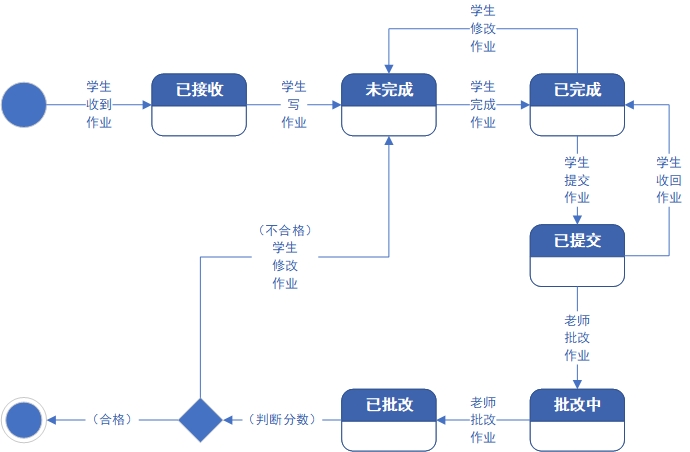 学生
修改
作业
学生
收到
作业
已接收
学生
写
作业
未完成
学生
完成
作业
已完成
学生
提交
作业
学生
收回
作业
(不合格)
学生
修改
作业
已提交
老师
批改
作业
(合格)
(判断分数)
已批改
老师
批改
作业
批改中